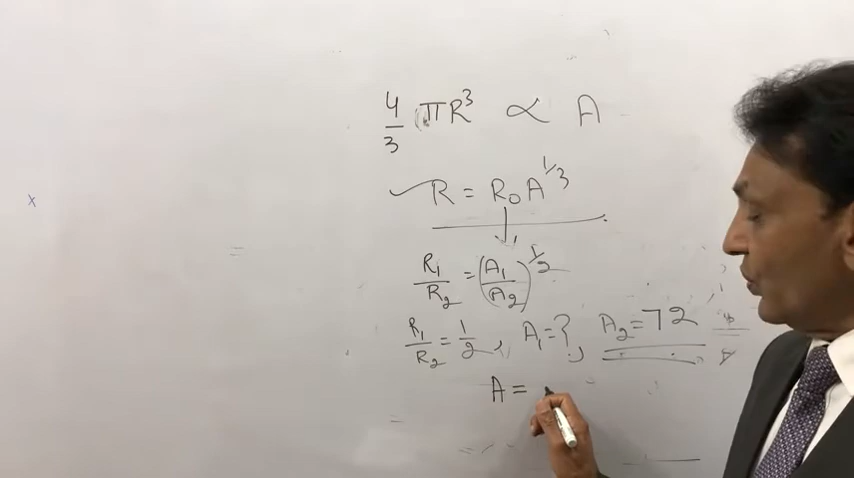 4/3 πR³ ∝ A
R = R₀A^1/3
R₁/R₂ = (A₁/A₂)^1/3
R₁/R₂ = 1/2, A₁=?, A₂=72
A =